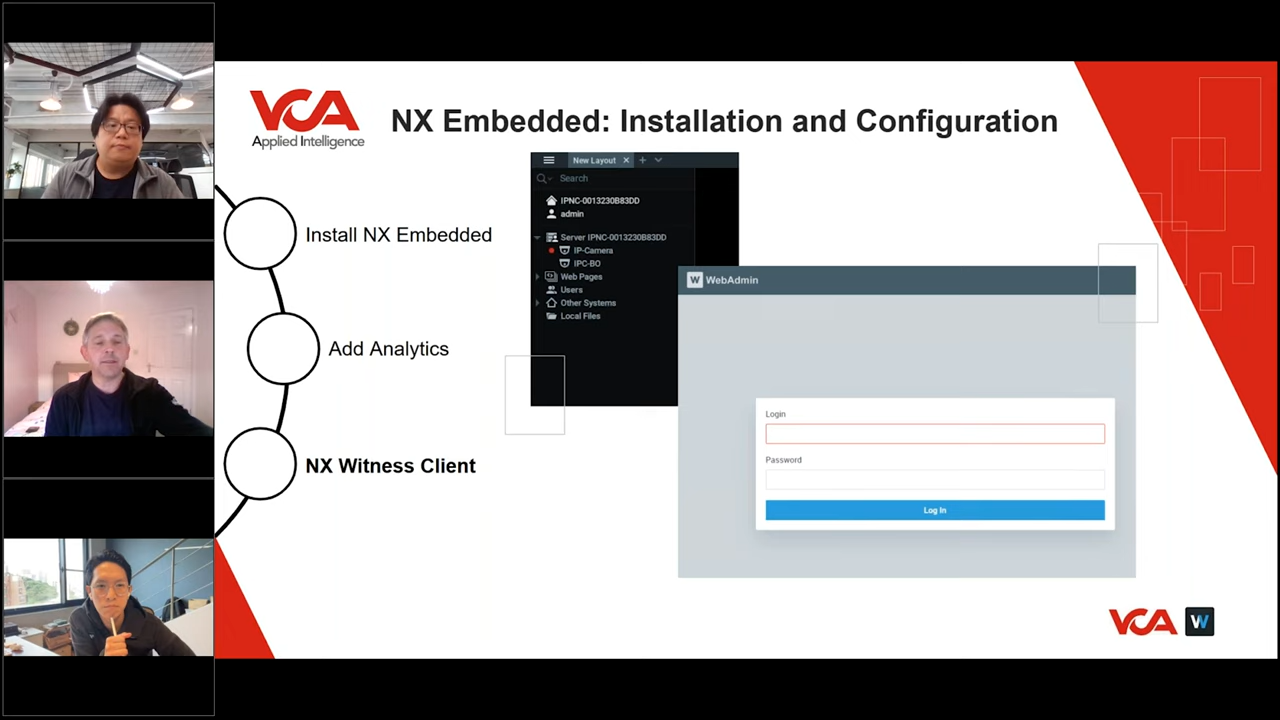 VCA
Applied Intelligence
NX Embedded: Installation and Configuration
Install NX Embedded
Add Analytics
NX Witness Client
New Layout
Search
IPNC-0013230B83DD
admin
Server IPNC-0013230B83DD
IP-Camera
IPC-BO
Web Pages
Users
Other Systems
Local Files
W WebAdmin
Login
Password
Log In
VCA W